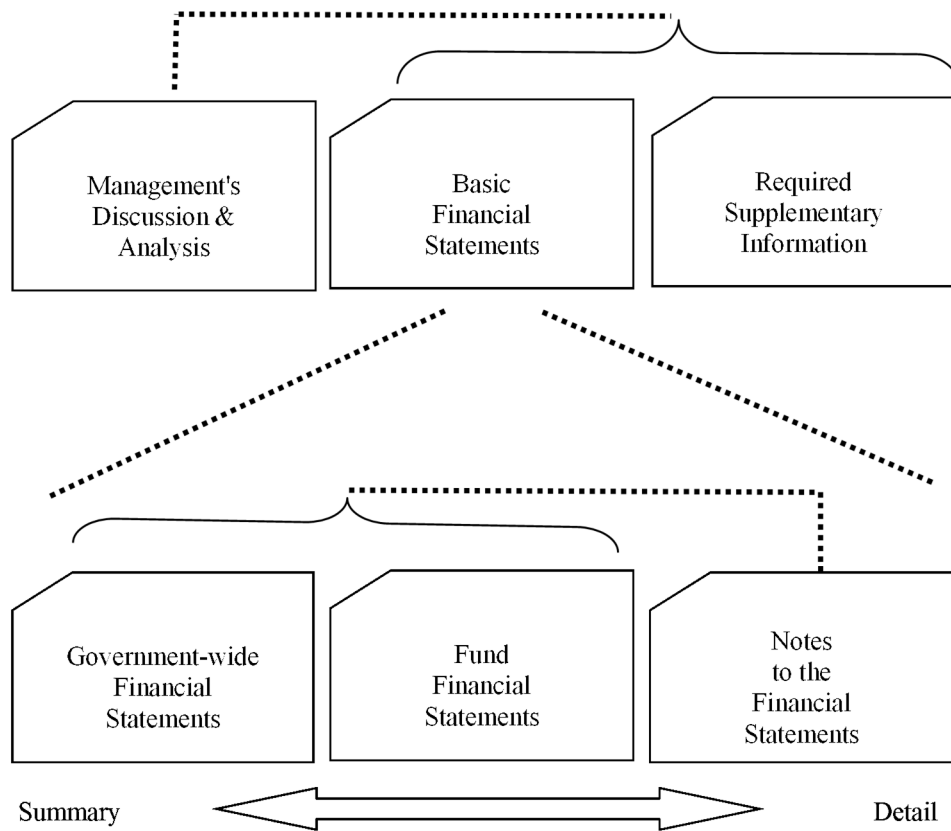 Management's
Discussion &
Analysis
Basic
Financial
Statements
Required
Supplementary
Information
Government-wide
Financial
Statements
Fund
Financial
Statements
Notes
to the
Financial
Statements
Summary
Detail